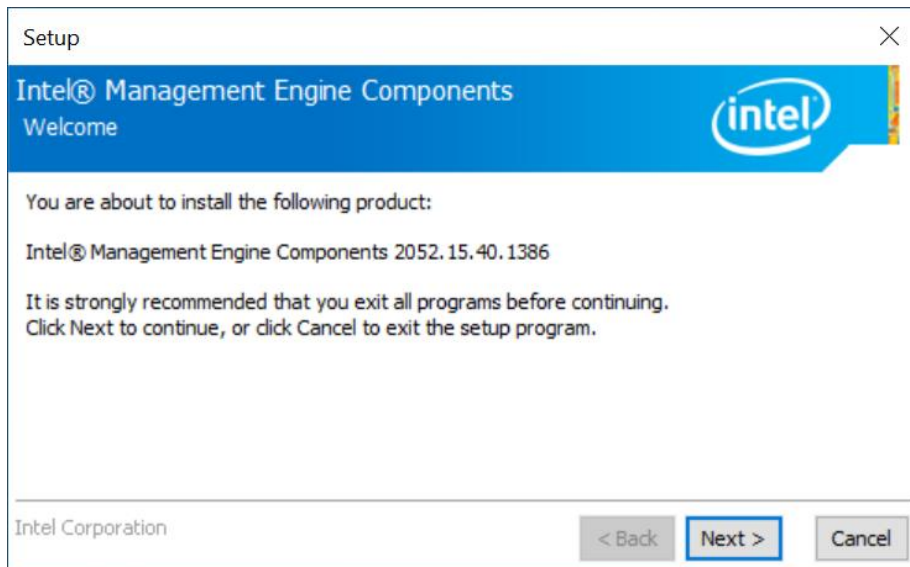 Setup
Intel® Management Engine Components
Welcome
intel
You are about to install the following product:
Intel® Management Engine Components 2052.15.40.1386
It is strongly recommended that you exit all programs before continuing.
Click Next to continue, or click Cancel to exit the setup program.
Intel Corporation
< Back Next > Cancel